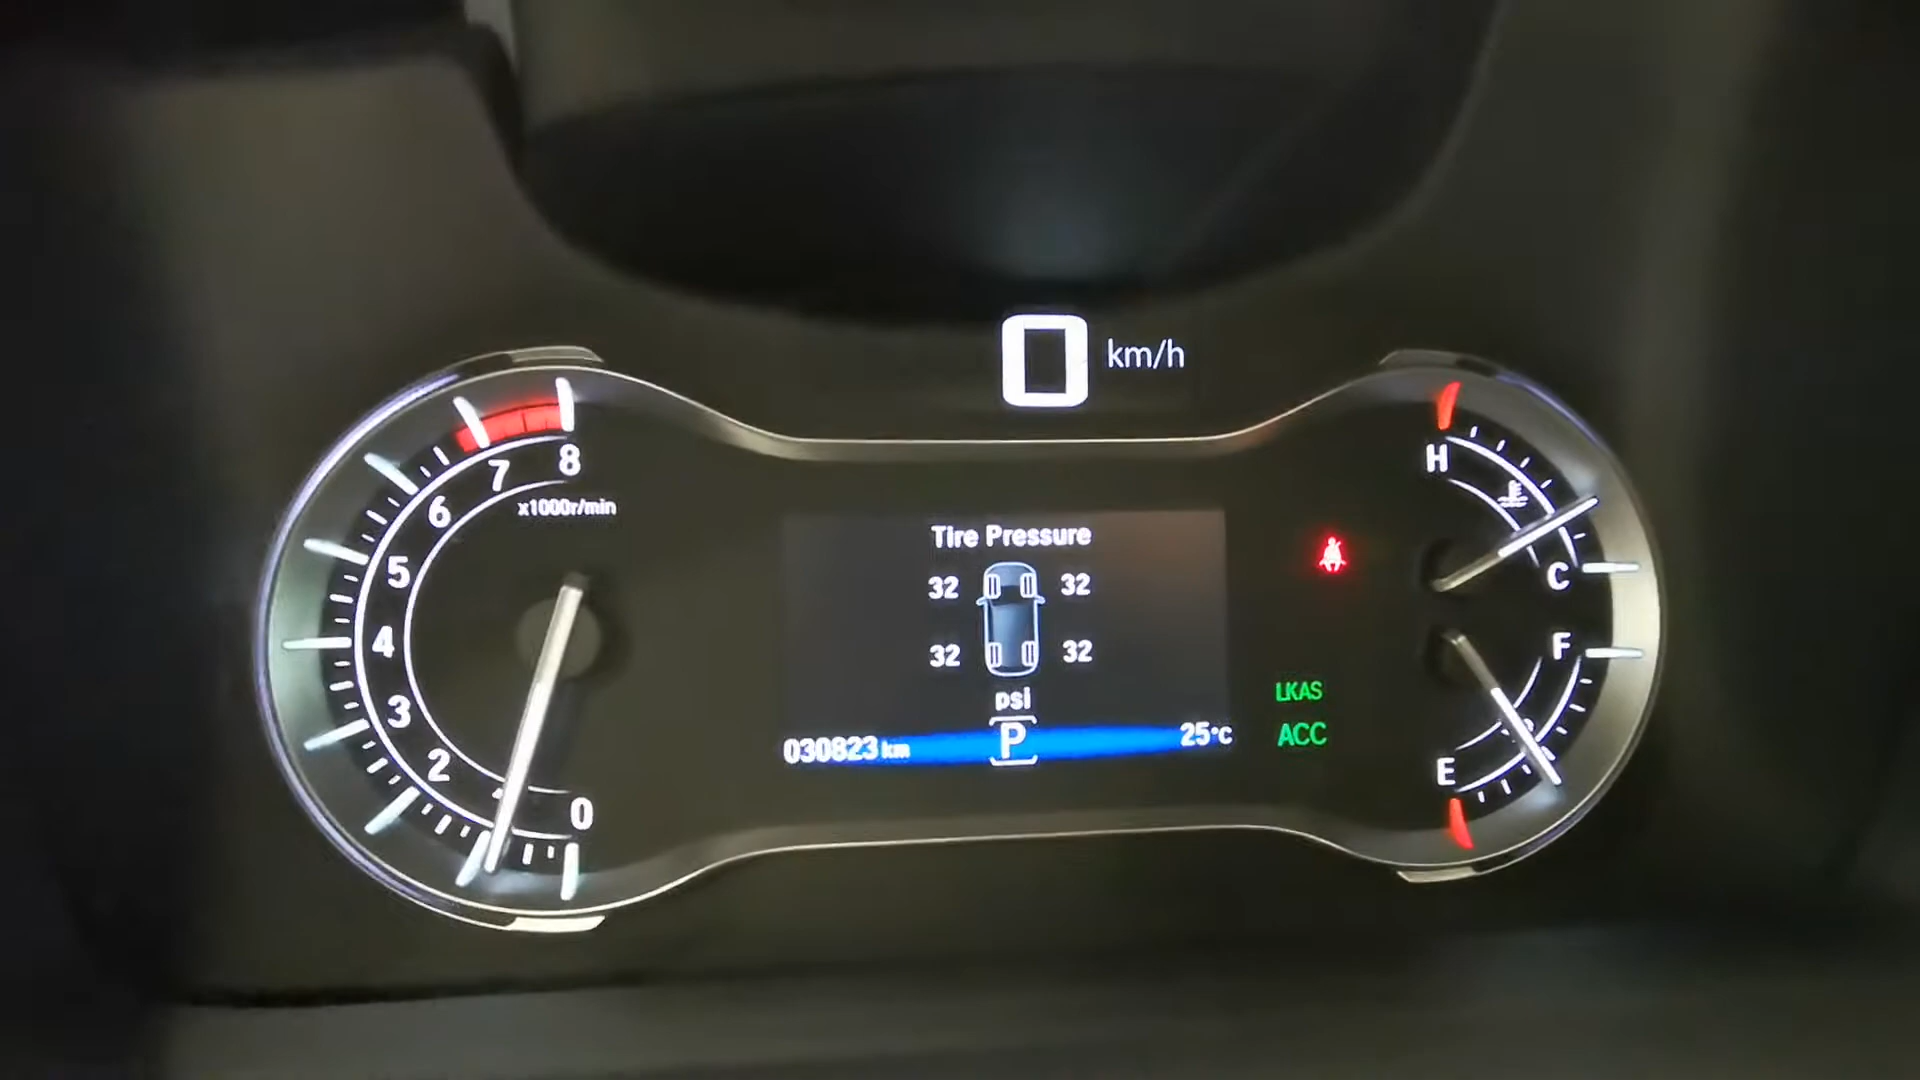 0 km/h
8
7
x1000r/min
6
5
4
3
2
0
Tire Pressure
32 32
32 32
psi
030823 km P 25°C
LKAS
ACC
H
C
F
E